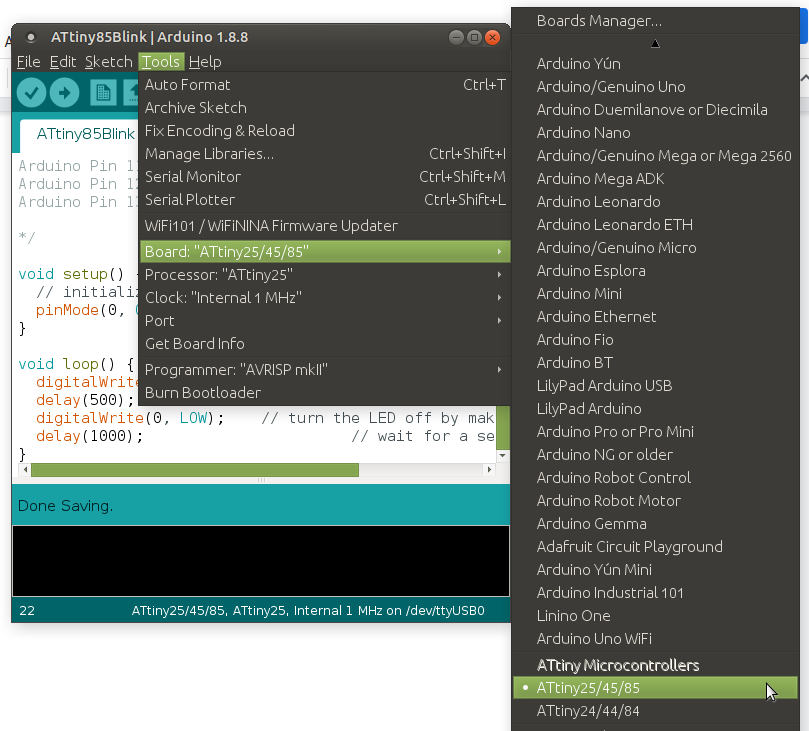 ATtiny85Blink | Arduino 1.8.8
File Edit Sketch Tools Help
ATtiny85Blink
Arduino Pin 1
Arduino Pin 1
Arduino Pin 1
*/
void setup()
// initializ
pinMode(0,
}
void loop() {
digitalWrite
delay(500);
digitalWrite(0, LOW); // turn the LED off by mak
delay(1000); // wait for a se
}
Done Saving.
22 ATtiny25/45/85, ATtiny25, Internal 1 MHz on /dev/ttyUSB0
Auto Format Ctrl+T
Archive Sketch
Fix Encoding & Reload
Manage Libraries... Ctrl+Shift+I
Serial Monitor Ctrl+Shift+M
Serial Plotter Ctrl+Shift+L
WiFi101 / WiFiNINA Firmware Updater
Board: "ATtiny25/45/85"
Processor: "ATtiny25"
Clock: "Internal 1 MHz"
Port
Get Board Info
Programmer: "AVRISP mkII"
Burn Bootloader
Boards Manager...
Arduino Yún
Arduino/Genuino Uno
Arduino Duemilanove or Diecimila
Arduino Nano
Arduino/Genuino Mega or Mega 2560
Arduino Mega ADK
Arduino Leonardo
Arduino Leonardo ETH
Arduino/Genuino Micro
Arduino Esplora
Arduino Mini
Arduino Ethernet
Arduino Fio
Arduino BT
LilyPad Arduino USB
LilyPad Arduino
Arduino Pro or Pro Mini
Arduino NG or older
Arduino Robot Control
Arduino Robot Motor
Arduino Gemma
Adafruit Circuit Playground
Arduino Yún Mini
Arduino Industrial 101
Linino One
Arduino Uno WiFi
ATtiny Microcontrollers
ATtiny25/45/85
ATtiny24/44/84